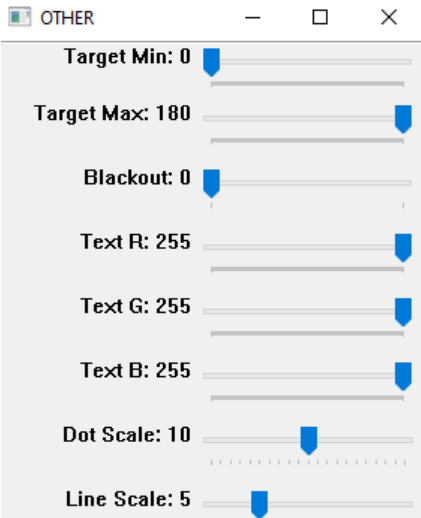 OTHER
Target Min: 0
Target Max: 180
Blackout: 0
Text R: 255
Text G: 255
Text B: 255
Dot Scale: 10
Line Scale: 5